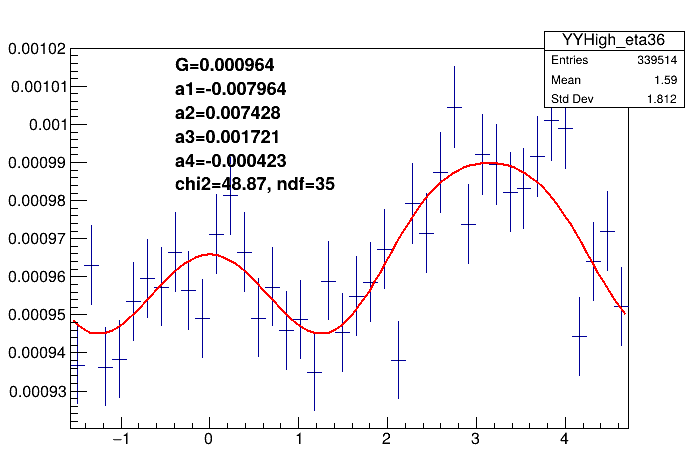 YYHigh_eta36
Entries 339514
Mean 1.59
Std Dev 1.812
G=0.000964
a1=-0.007964
a2=0.007428
a3=0.001721
a4=-0.000423
chi2=48.87, ndf=35
0.00102
0.00101
0.001
0.00099
0.00098
0.00097
0.00096
0.00095
0.00094
0.00093
−1 0 1 2 3 4